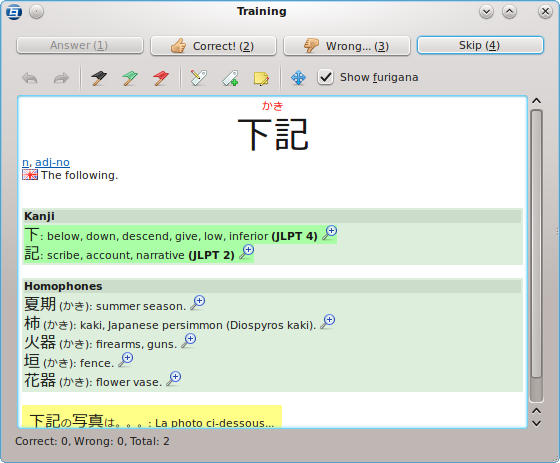 Training
Answer (1) Correct! (2) Wrong... (3) Skip (4)
Show furigana
かき
下記
n, adj-no
The following.
Kanji
下: below, down, descend, give, low, inferior (JLPT 4)
記: scribe, account, narrative (JLPT 2)
Homophones
夏期 (かき): summer season.
柿 (かき): kaki, Japanese persimmon (Diospyros kaki).
火器 (かき): firearms, guns.
垣 (かき): fence.
花器 (かき): flower vase.
下記の写真は。。。: La photo ci-dessous...
Correct: 0, Wrong: 0, Total: 2